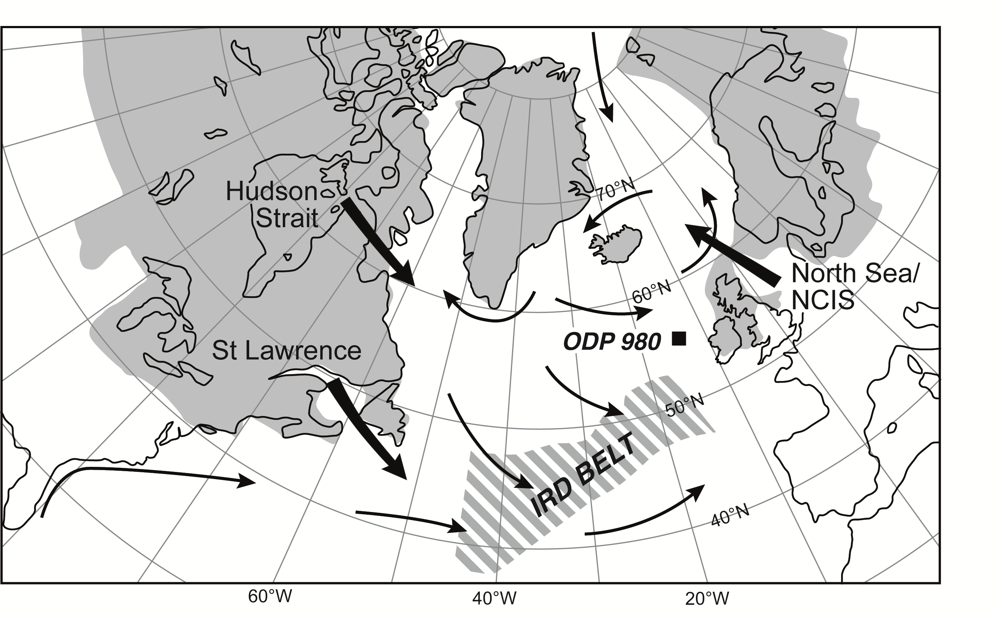 Hudson
Strait
70°N
North Sea/
NCIS
60°N
ODP 980
St Lawrence
50°N
IRD BELT
40°N
60°W
40°W
20°W